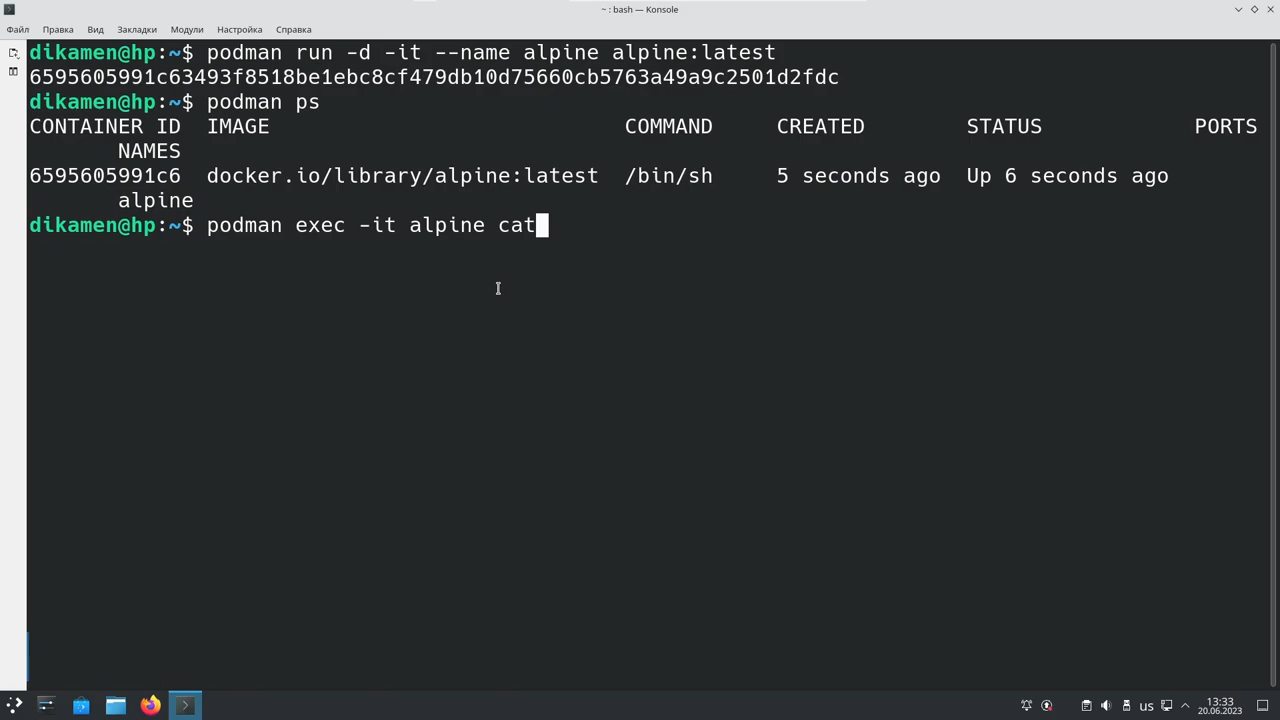 ~ : bash — Konsole
Файл Правка Вид Закладки Модули Настройка Справка
dikamen@hp:~$ podman run -d -it --name alpine alpine:latest
6595605991c63493f8518be1ebc8cf479db10d75660cb5763a49a9c2501d2fdc
dikamen@hp:~$ podman ps
CONTAINER ID IMAGE COMMAND CREATED STATUS PORTS
NAMES
6595605991c6 docker.io/library/alpine:latest /bin/sh 5 seconds ago Up 6 seconds ago
alpine
dikamen@hp:~$ podman exec -it alpine cat
us 13:33
20.06.2023